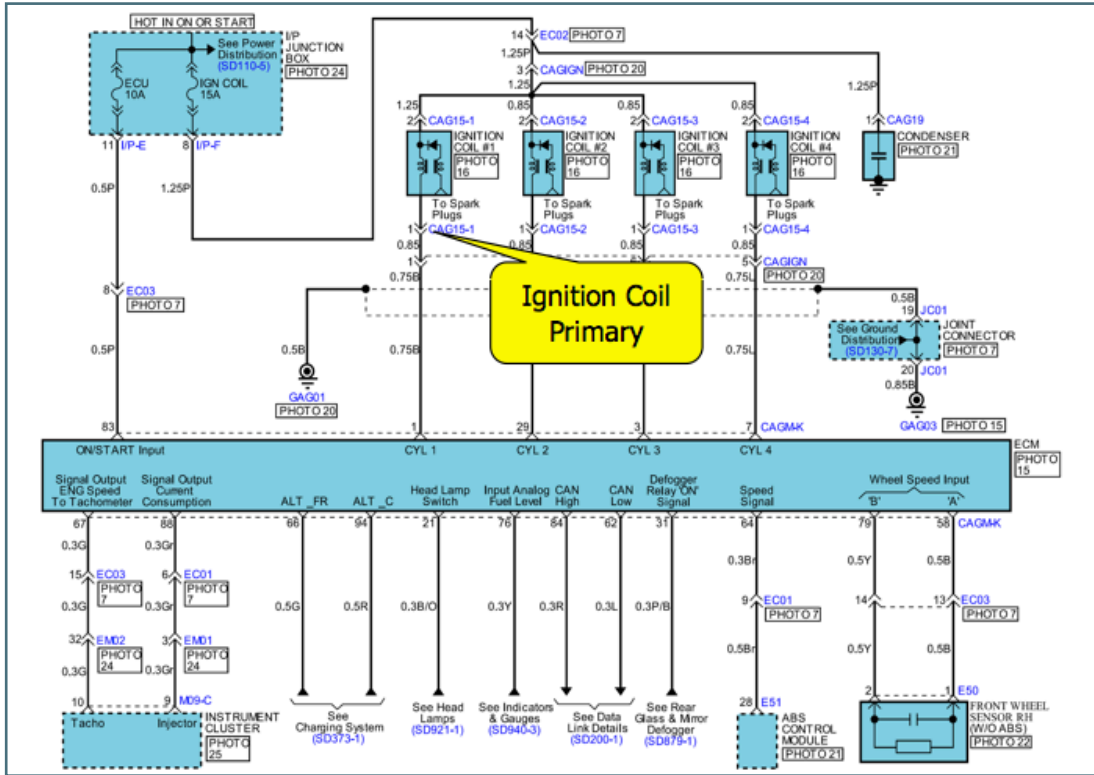 HOT IN ON OR START
I/P
JUNCTION
BOX
PHOTO 24
See Power
Distribution
(SD110-5)
ECU
10A
IGN COIL
15A
11 I/P-E
8 I/P-F
0.5P
1.25P
14 EC02 PHOTO 7
1.25P
3 CAGIGN PHOTO 20
1.25
1.25
0.85
0.85
0.85
1.25P
2 CAG15-1
2 CAG15-2
2 CAG15-3
2 CAG15-4
1 CAG19
IGNITION
COIL #1
PHOTO
16
IGNITION
COIL #2
PHOTO
16
IGNITION
COIL #3
PHOTO
16
IGNITION
COIL #4
PHOTO
16
CONDENSER
PHOTO 21
To Spark
Plugs
To Spark
Plugs
To Spark
Plugs
To Spark
Plugs
1 CAG15-1
1 CAG15-2
1 CAG15-3
1 CAG15-4
0.85
0.85
0.85
0.85
1
5 CAGIGN
PHOTO 20
0.75B
0.75L
Ignition Coil
Primary
8 EC03
PHOTO 7
0.5P
0.5B
GAG01
PHOTO 20
0.75B
0.75L
0.5B
19 JC01
See Ground
Distribution
(SD130-7)
JOINT
CONNECTOR
PHOTO 7
20 JC01
0.85B
GAG03 PHOTO 15
83
1
29
3
7 CAGM-K
ON/START Input
CYL 1
CYL 2
CYL 3
CYL 4
ECM
PHOTO
15
Signal Output
ENG Speed
To Tachometer
Signal Output
Current
Consumption
ALT _FR
ALT _C
Head Lamp
Switch
Input Analog
Fuel Level
CAN
High
CAN
Low
Defogger
Relay 'ON'
Signal
Speed
Signal
Wheel Speed Input
'B'
'A'
67
88
66
94
21
76
84
62
31
64
79
58 CAGM-K
0.3G
0.3Gr
0.5G
0.5R
0.3B/O
0.3Y
0.3R
0.3L
0.3P/B
0.3Br
0.5Y
0.5B
15 EC03
PHOTO
7
6 EC01
PHOTO
7
9 EC01
PHOTO 7
14
13 EC03
PHOTO 7
0.3G
0.3Gr
32 EM02
PHOTO
24
3 EM01
PHOTO
24
0.3G
0.3Gr
0.5Br
0.5Y
0.5B
10
9 M09-C
Tacho
Injector
INSTRUMENT
CLUSTER
PHOTO
25
See
Charging System
(SD373-1)
See Head
Lamps
(SD921-1)
See Indicators
& Gauges
(SD940-3)
See Data
Link Details
(SD200-1)
See Rear
Glass & Mirror
Defogger
(SD879-1)
28 E51
ABS
CONTROL
MODULE
PHOTO 21
2
1 E50
FRONT WHEEL
SENSOR RH
(W/O ABS)
PHOTO 22